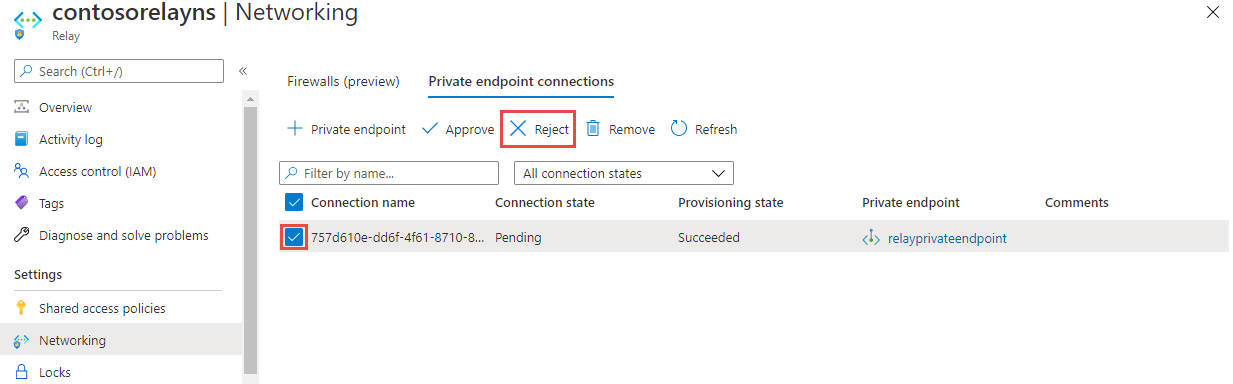 contosorelayns | Networking
Relay
Search (Ctrl+/)
«
Overview
Activity log
Access control (IAM)
Tags
Diagnose and solve problems
Settings
Shared access policies
Networking
Locks
Firewalls (preview) Private endpoint connections
Private endpoint Approve Reject Remove Refresh
Filter by name... All connection states
Connection name Connection state Provisioning state Private endpoint Comments
757d610e-dd6f-4f61-8710-8... Pending Succeeded relayprivateendpoint